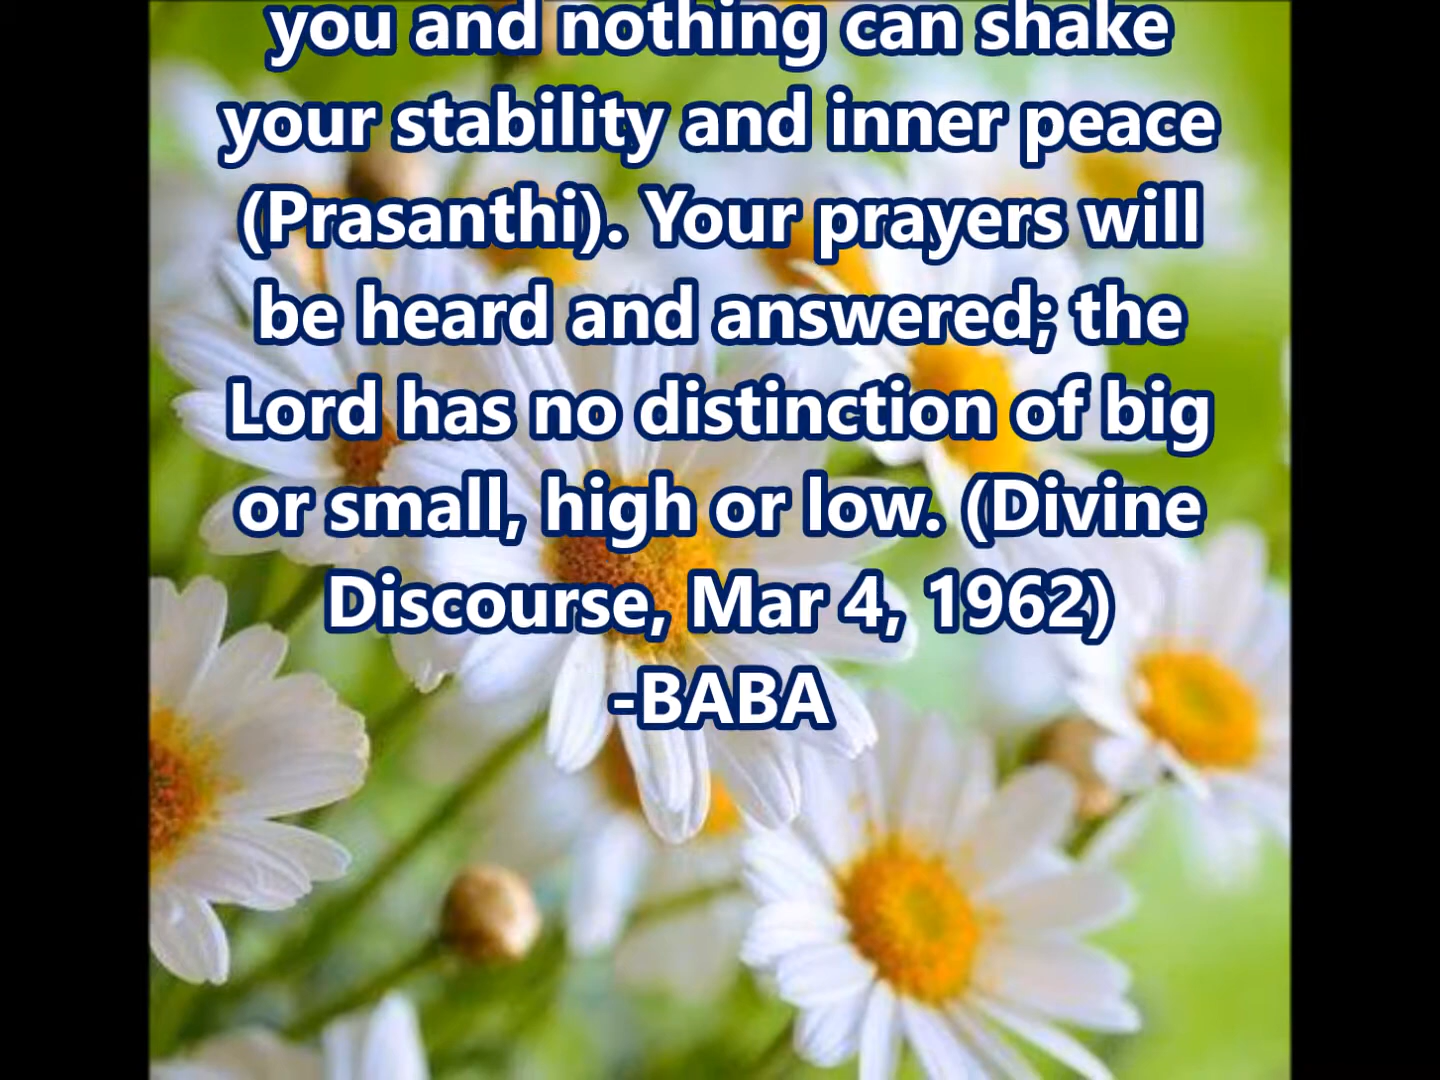 you and nothing can shake
your stability and inner peace
(Prasanthi). Your prayers will
be heard and answered; the
Lord has no distinction of big
or small, high or low. (Divine
Discourse, Mar 4, 1962)
-BABA